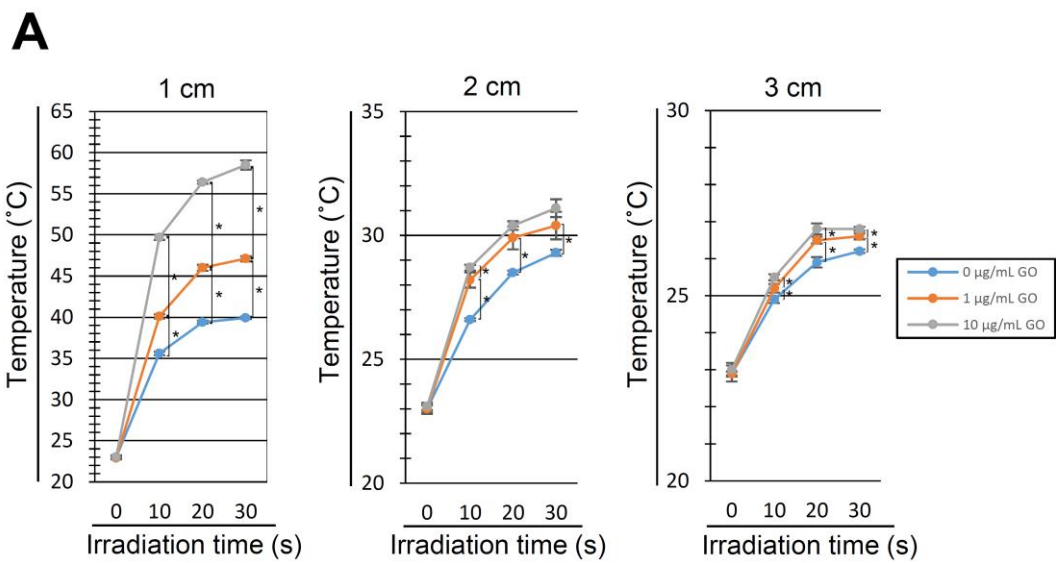 A
1 cm
2 cm
3 cm
65
60
55
50
45
40
35
30
25
20
Temperature (˚C)
0 10 20 30
Irradiation time (s)
35
30
25
20
Temperature (˚C)
0 10 20 30
Irradiation time (s)
30
25
20
Temperature (˚C)
0 10 20 30
Irradiation time (s)
* * * * * *
* * * *
* * * * * *
0 µg/mL GO
1 µg/mL GO
10 µg/mL GO